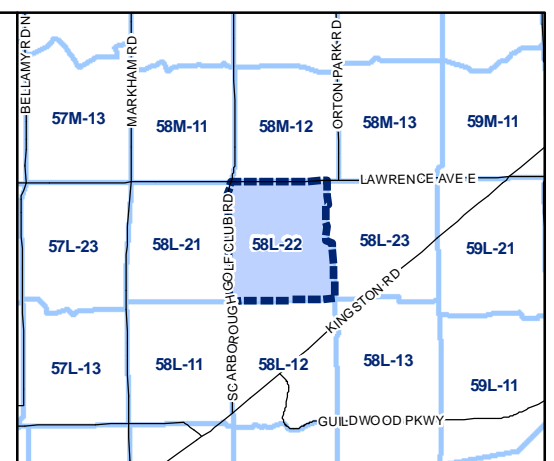 BELLAMY RD N
MARKHAM RD
ORTON PARK RD
57M-13
58M-11
58M-12
58M-13
59M-11
LAWRENCE AVE E
SCARBOROUGH GOLF CLUB RD
57L-23
58L-21
58L-22
58L-23
59L-21
KINGSTON RD
57L-13
58L-11
58L-12
58L-13
59L-11
GUILDWOOD PKWY